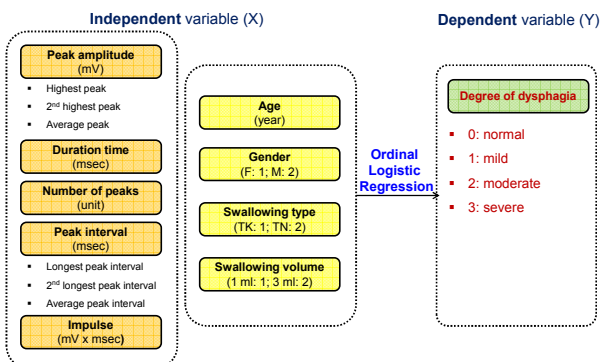 Independent variable (X)
Dependent variable (Y)
Peak amplitude
(mV)
Highest peak
2nd highest peak
Average peak
Duration time
(msec)
Number of peaks
(unit)
Peak interval
(msec)
Longest peak interval
2nd longest peak interval
Average peak interval
Impulse
(mV x msec)
Age
(year)
Gender
(F: 1; M: 2)
Swallowing type
(TK: 1; TN: 2)
Swallowing volume
(1 ml: 1; 3 ml: 2)
Ordinal
Logistic
Regression
Degree of dysphagia
0: normal
1: mild
2: moderate
3: severe